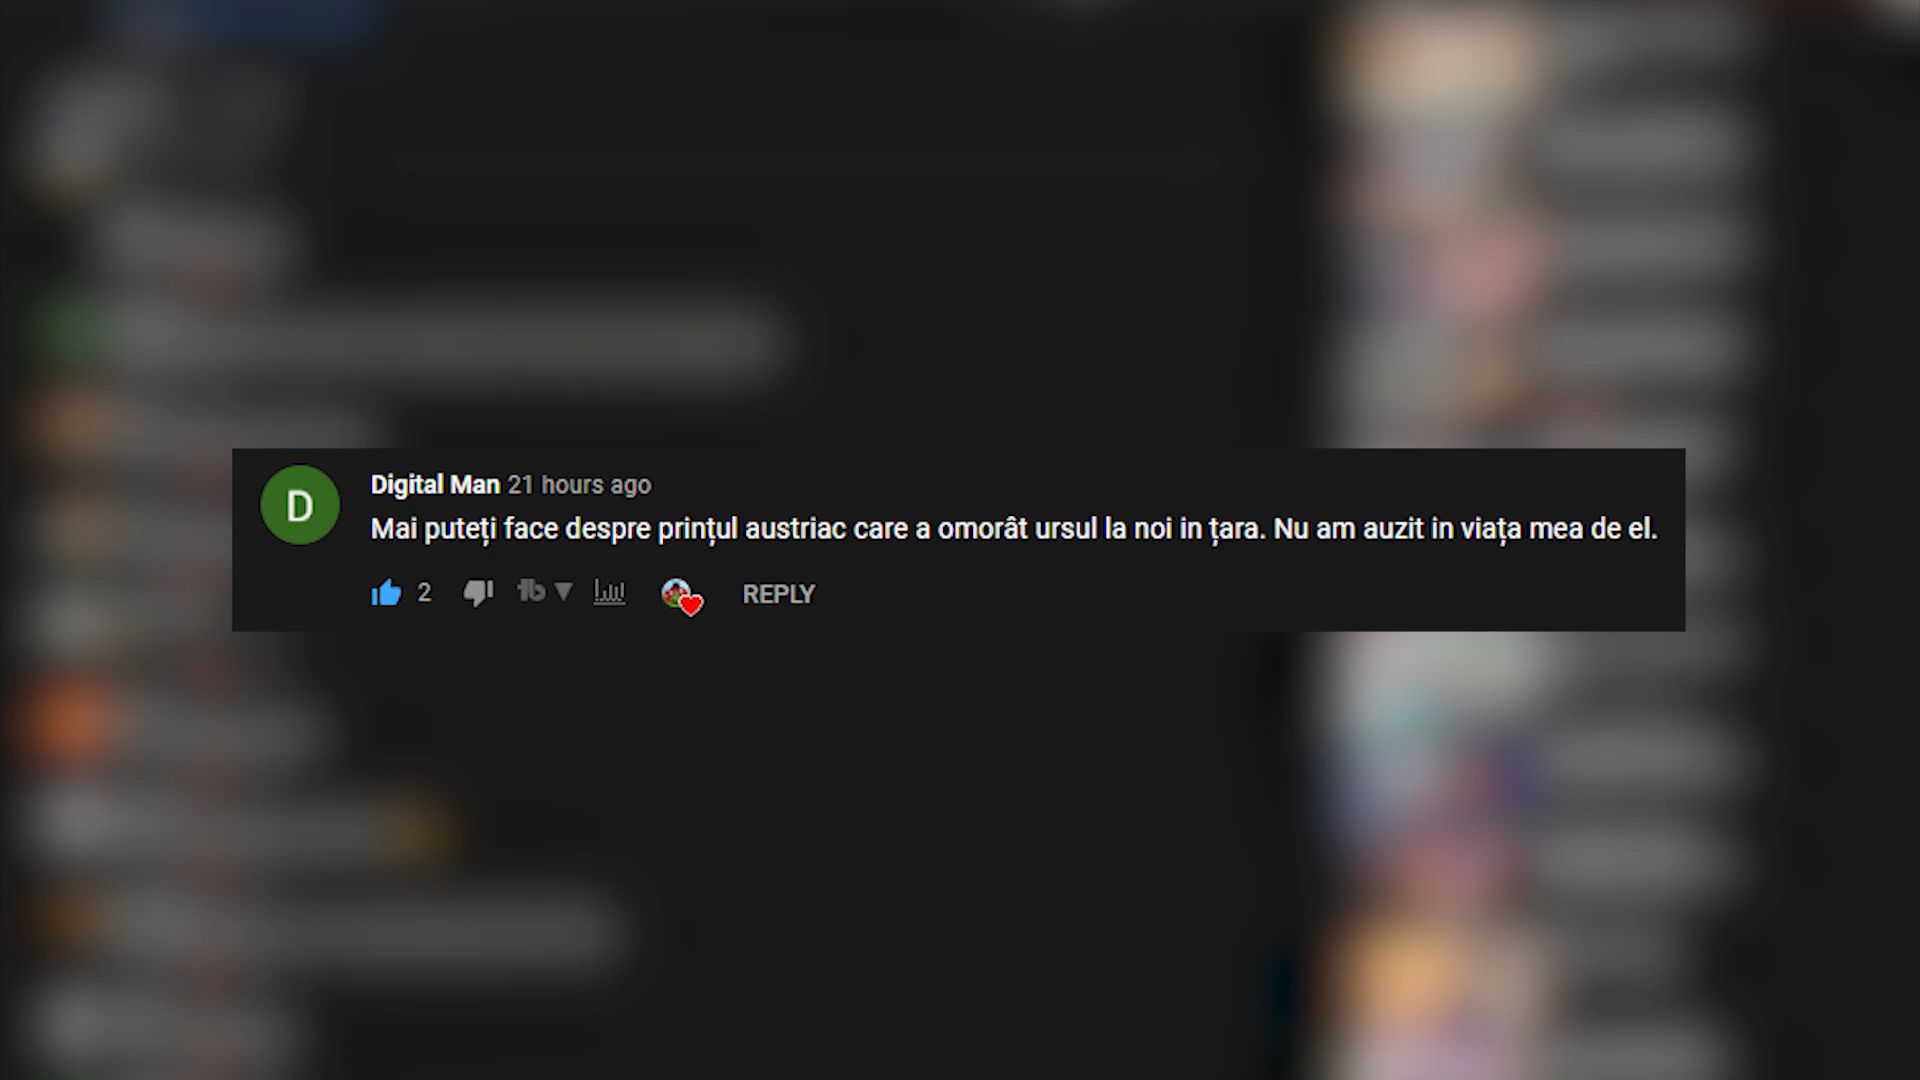 D
Digital Man 21 hours ago
Mai puteți face despre prințul austriac care a omorât ursul la noi in țara. Nu am auzit in viața mea de el.
2 REPLY